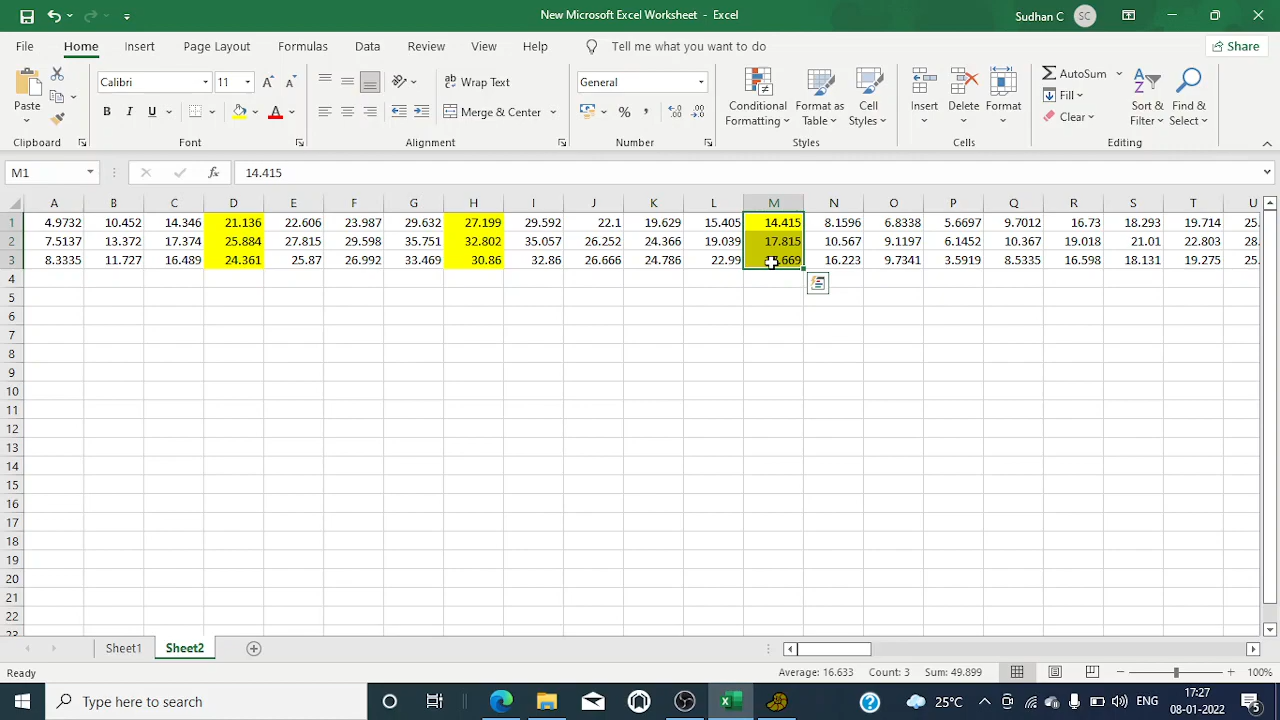 New Microsoft Excel Worksheet - Excel
Sudhan C
SC
File Home Insert Page Layout Formulas Data Review View Help Tell me what you want to do Share
Paste
Clipboard
Calibri 11
B I U
Font
Wrap Text
Merge & Center
Alignment
General
%
Number
Conditional Formatting
Format as Table
Cell Styles
Styles
Insert Delete Format
Cells
AutoSum
Fill
Clear
Sort & Filter
Find & Select
Editing
M1 fx 14.415
A B C D E F G H I J K L M N O P Q R S T U
1 4.9732 10.452 14.346 21.136 22.606 23.987 29.632 27.199 29.592 22.1 19.629 15.405 14.415 8.1596 6.8338 5.6697 9.7012 16.73 18.293 19.714 25.
2 7.5137 13.372 17.374 25.884 27.815 29.598 35.751 32.802 35.057 26.252 24.366 19.039 17.815 10.567 9.1197 6.1452 10.367 19.018 21.01 22.803 28.
3 8.3335 11.727 16.489 24.361 25.87 26.992 33.469 30.86 32.86 26.666 24.786 22.99 .669 16.223 9.7341 3.5919 8.5335 16.598 18.131 19.275 25.
4
5
6
7
8
9
10
11
12
13
14
15
16
17
18
19
20
21
22
23
Sheet1 Sheet2
Ready Average: 16.633 Count: 3 Sum: 49.899 100%
Type here to search
25°C ENG
17:27
08-01-2022
5